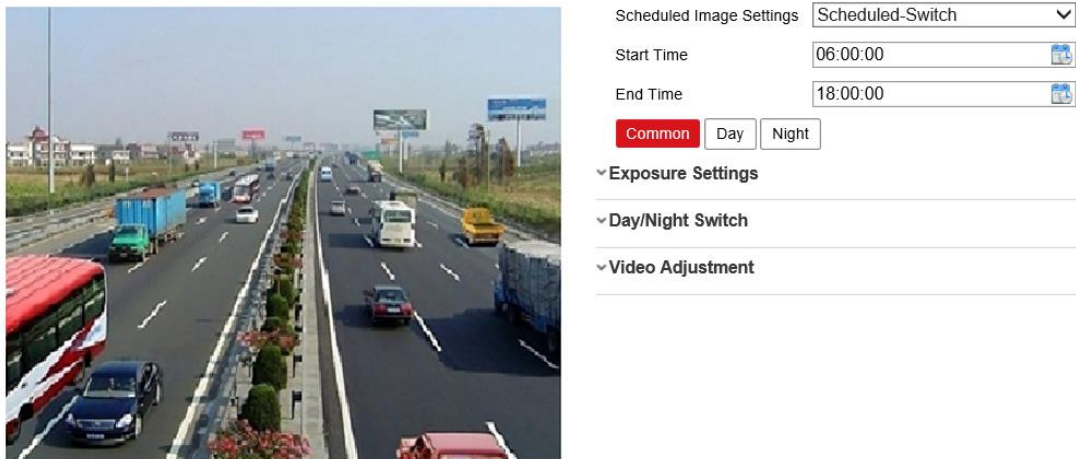 Scheduled Image Settings Scheduled-Switch
Start Time 06:00:00
End Time 18:00:00
Common Day Night
Exposure Settings
Day/Night Switch
Video Adjustment